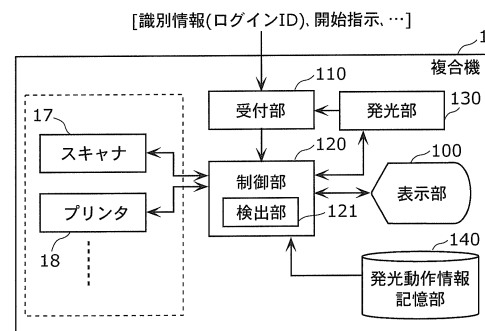 [識別情報(ログインID)、開始指示、…]
1
複合機
110
受付部
発光部
130
17
スキャナ
120
制御部
検出部
121
100
表示部
プリンタ
18
140
発光動作情報
記憶部